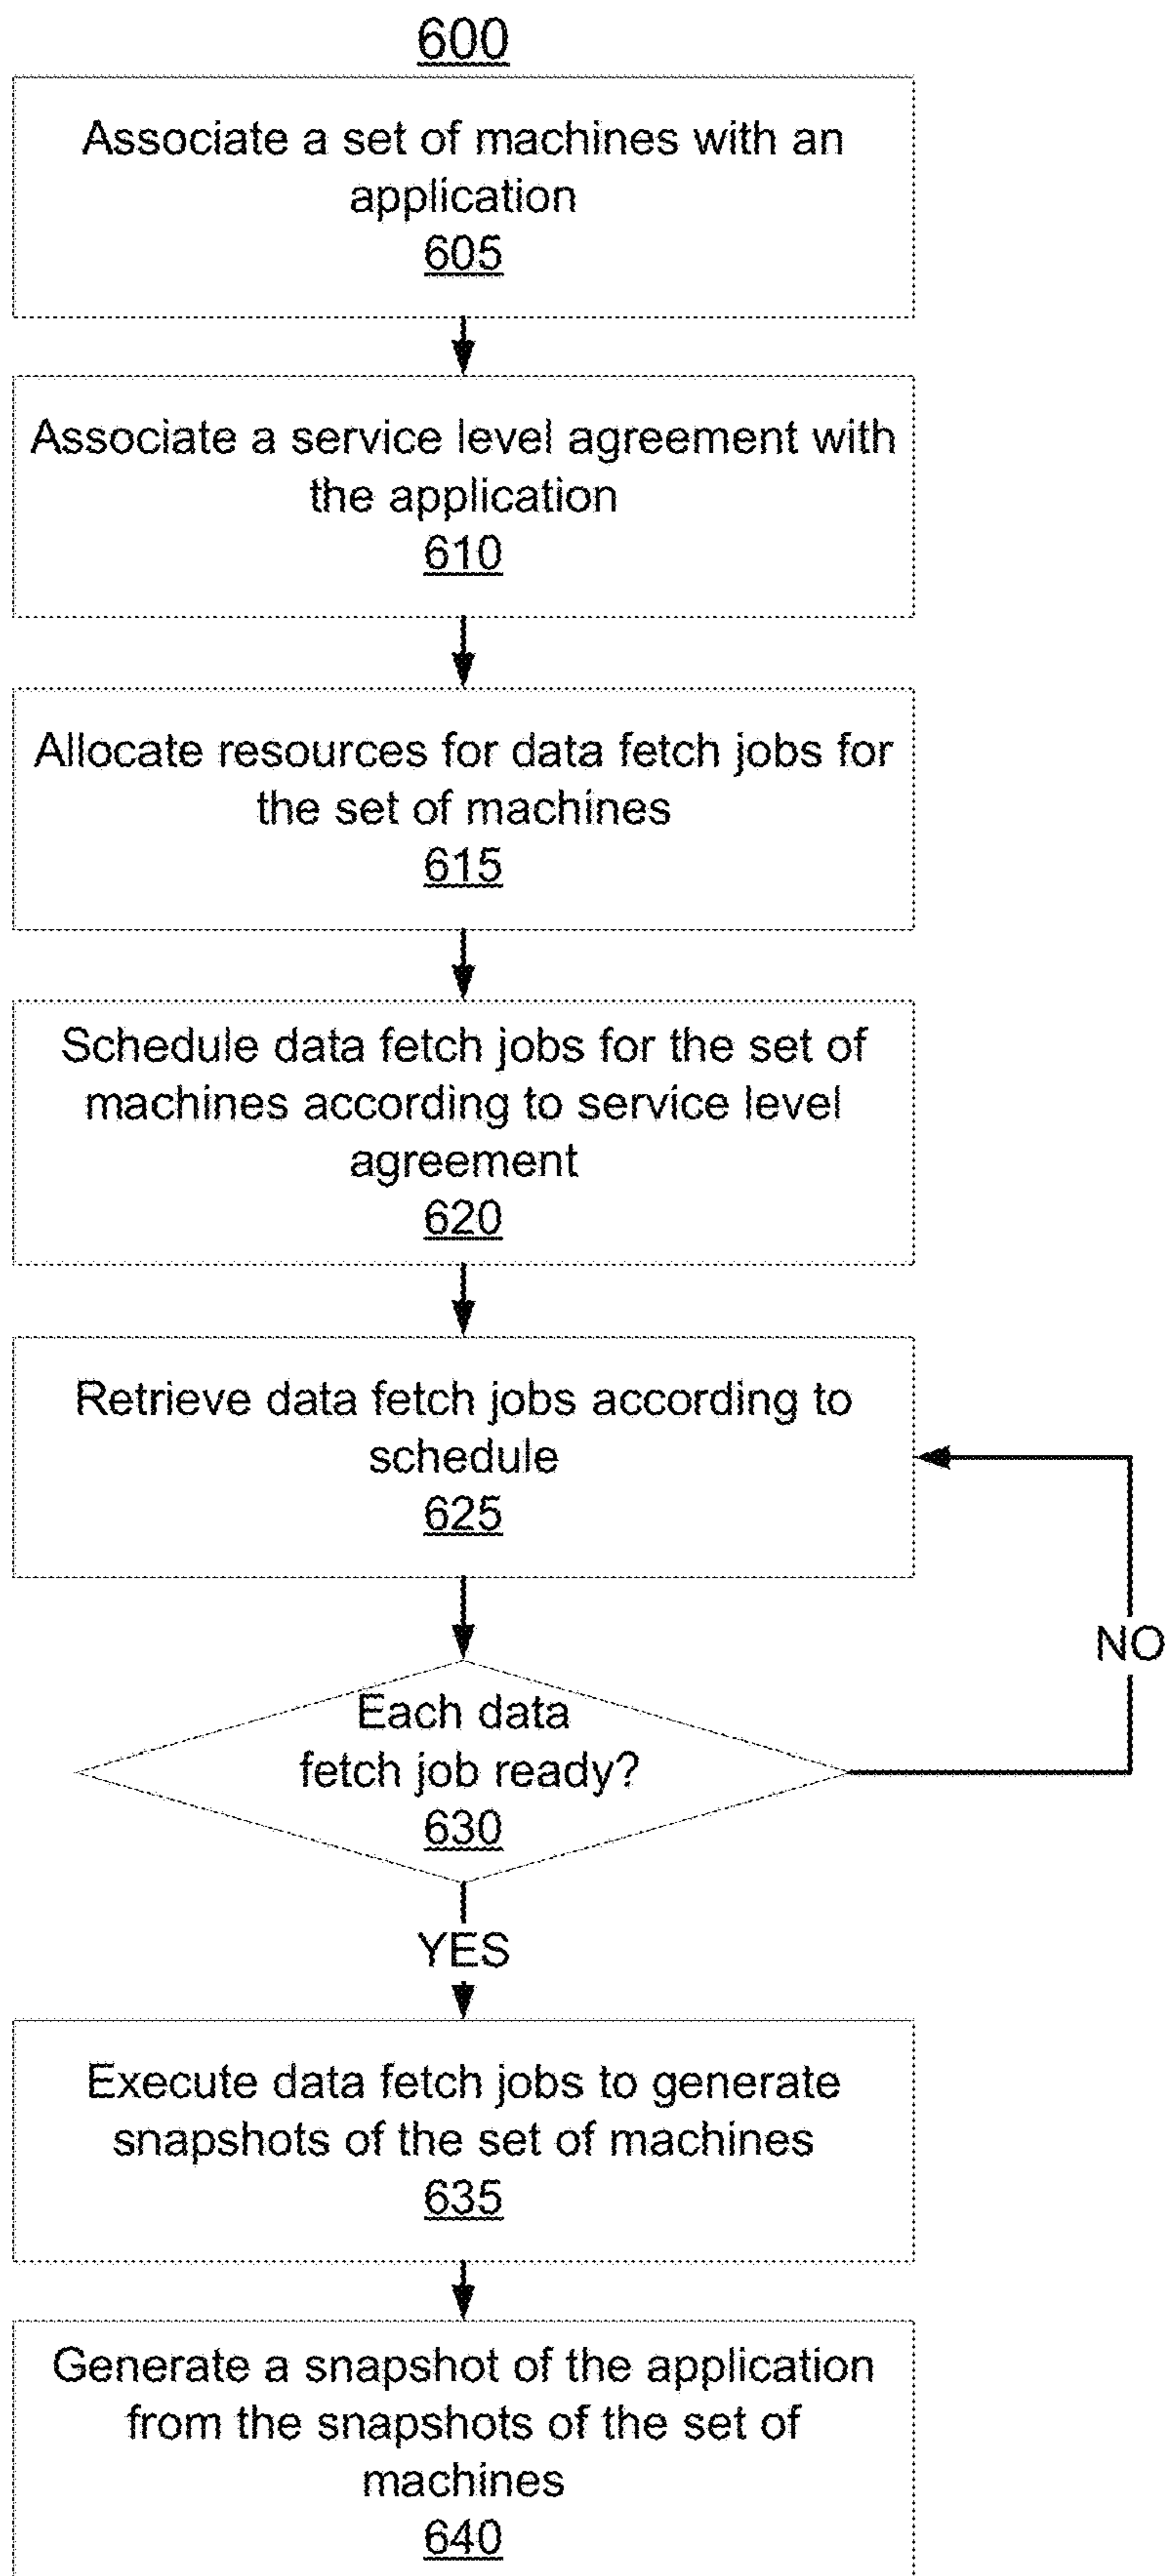 600
Associate a set of machines with an
application
605
Associate a service level agreement with
the application
610
Allocate resources for data fetch jobs for
the set of machines
615
Schedule data fetch jobs for the set of
machines according to service level
agreement
620
Retrieve data fetch jobs according to
schedule
625
Each data
fetch job ready?
630
NO
YES
Execute data fetch jobs to generate
snapshots of the set of machines
635
Generate a snapshot of the application
from the snapshots of the set of
machines
640